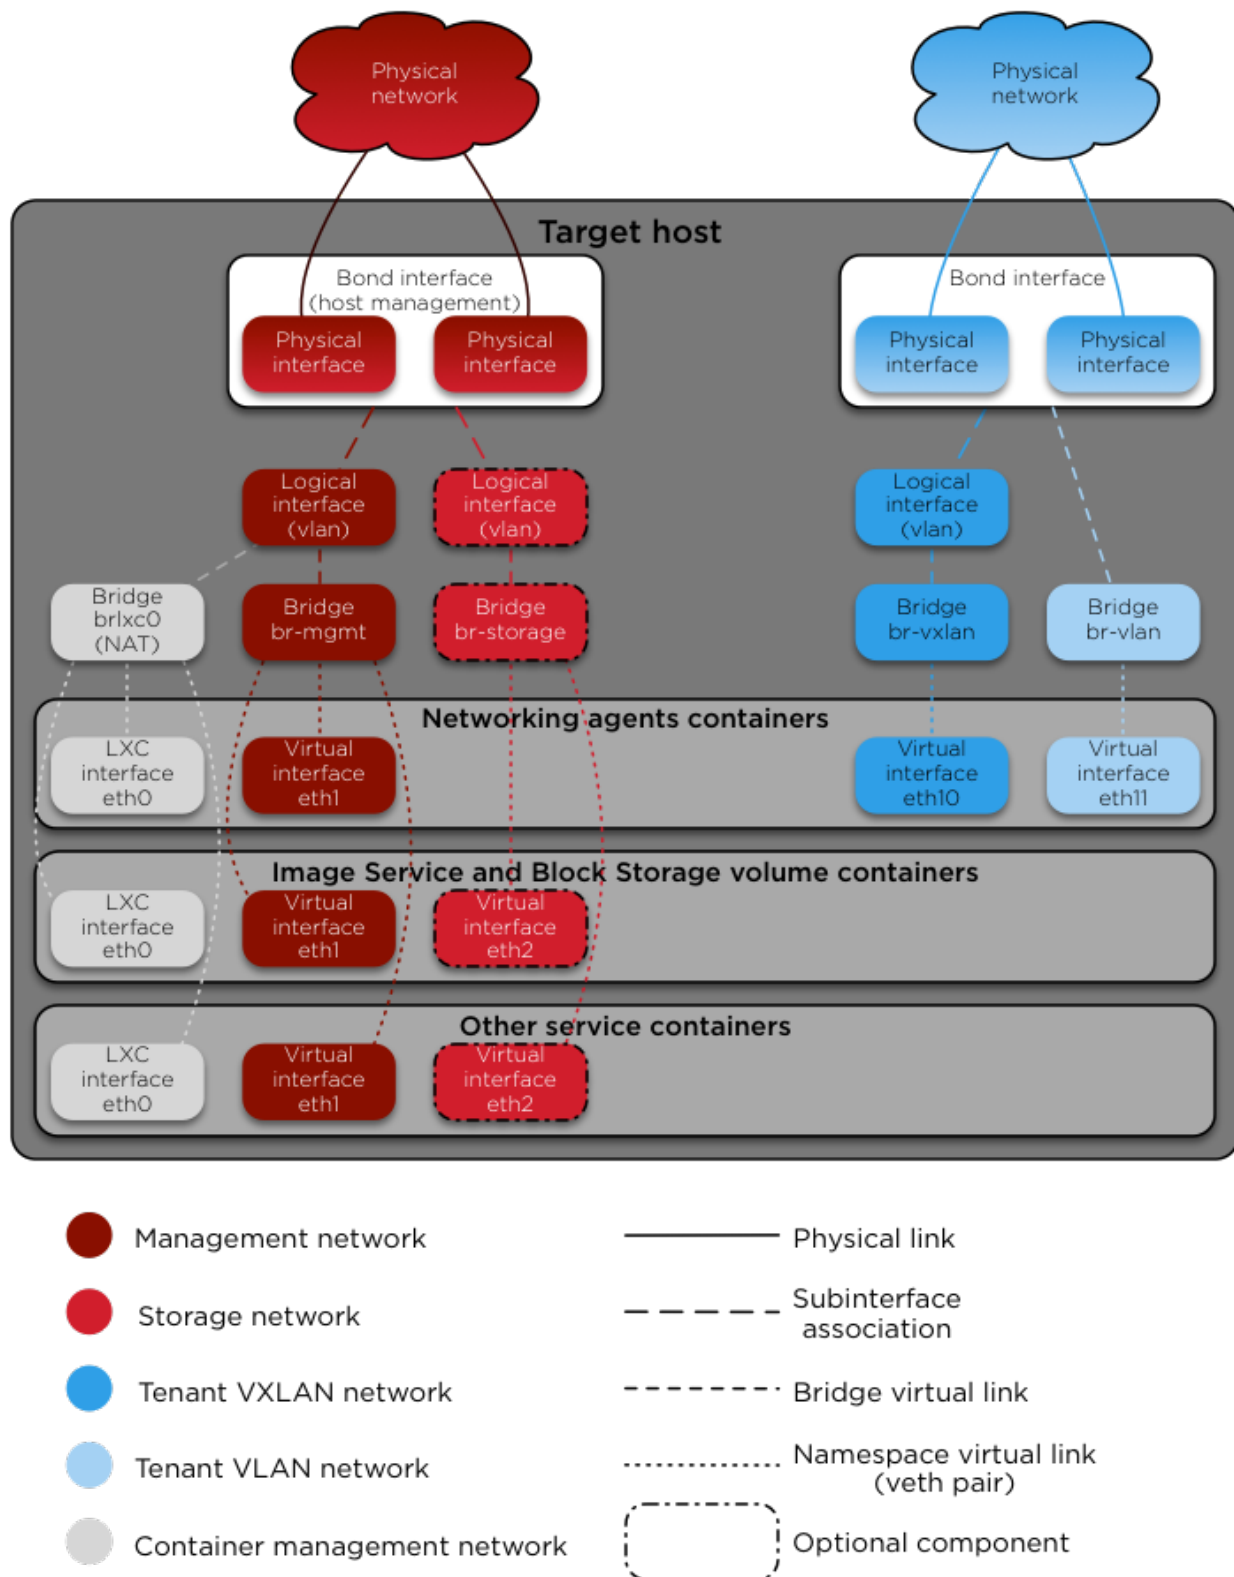 Physical
network
Physical
network
Target host
Bond interface
(host management)
Bond interface
Physical
interface
Physical
interface
Physical
interface
Physical
interface
Logical
interface
(vlan)
Logical
interface
(vlan)
Logical
interface
(vlan)
Bridge
brlxc0
(NAT)
Bridge
br-mgmt
Bridge
br-storage
Bridge
br-vxlan
Bridge
br-vlan
Networking agents containers
LXC
interface
eth0
Virtual
interface
eth1
Virtual
interface
eth10
Virtual
interface
eth11
Image Service and Block Storage volume containers
LXC
interface
eth0
Virtual
interface
eth1
Virtual
interface
eth2
Other service containers
LXC
interface
eth0
Virtual
interface
eth1
Virtual
interface
eth2
Management network
Storage network
Tenant VXLAN network
Tenant VLAN network
Container management network
Physical link
Subinterface
association
Bridge virtual link
Namespace virtual link
(veth pair)
Optional component